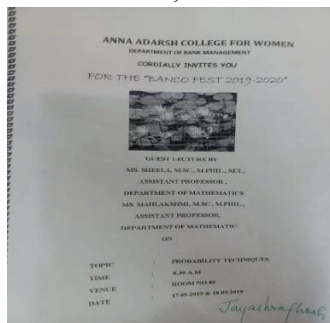 ANNA ADARSH COLLEGE FOR WOMEN
DEPARTMENT OF BANK MANAGEMENT
CORDIALLY INVITES YOU
FOR THE "BANCO FEST 2019-2020"
GUEST LECTURE BY
MS. SHEELA, M.SC., M.PHIL., SET.,
ASSISTANT PROFESSOR,
DEPARTMENT OF MATHEMATICS
MS. MAHLAKSHMI, M.SC., M.PHIL.,
ASSISTANT PROFESSOR,
DEPARTMENT OF MATHEMATIC
ON
TOPIC : PROBABILITY TECHNIQUES
TIME : 8.30 A.M
VENUE : ROOM NO.80
DATE : 17.09.2019 & 18.09.2019